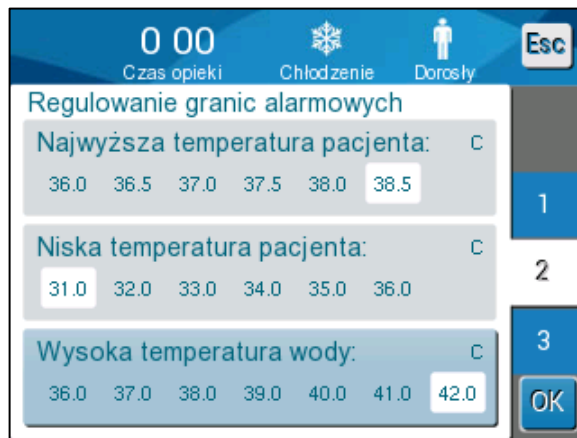 0 00
Czas opieki
Chłodzenie
Dorosły
Esc
Regulowanie granic alarmowych
Najwyższa temperatura pacjenta: C
36.0 36.5 37.0 37.5 38.0 38.5
1
Niska temperatura pacjenta: C
31.0 32.0 33.0 34.0 35.0 36.0
2
Wysoka temperatura wody: C
36.0 37.0 38.0 39.0 40.0 41.0 42.0
3
OK